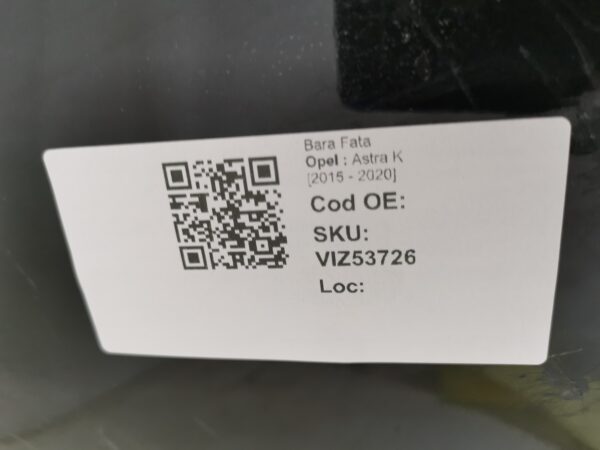 Bara Fata
Opel : Astra K
[2015 - 2020]
Cod OE:
SKU:
VIZ53726
Loc: